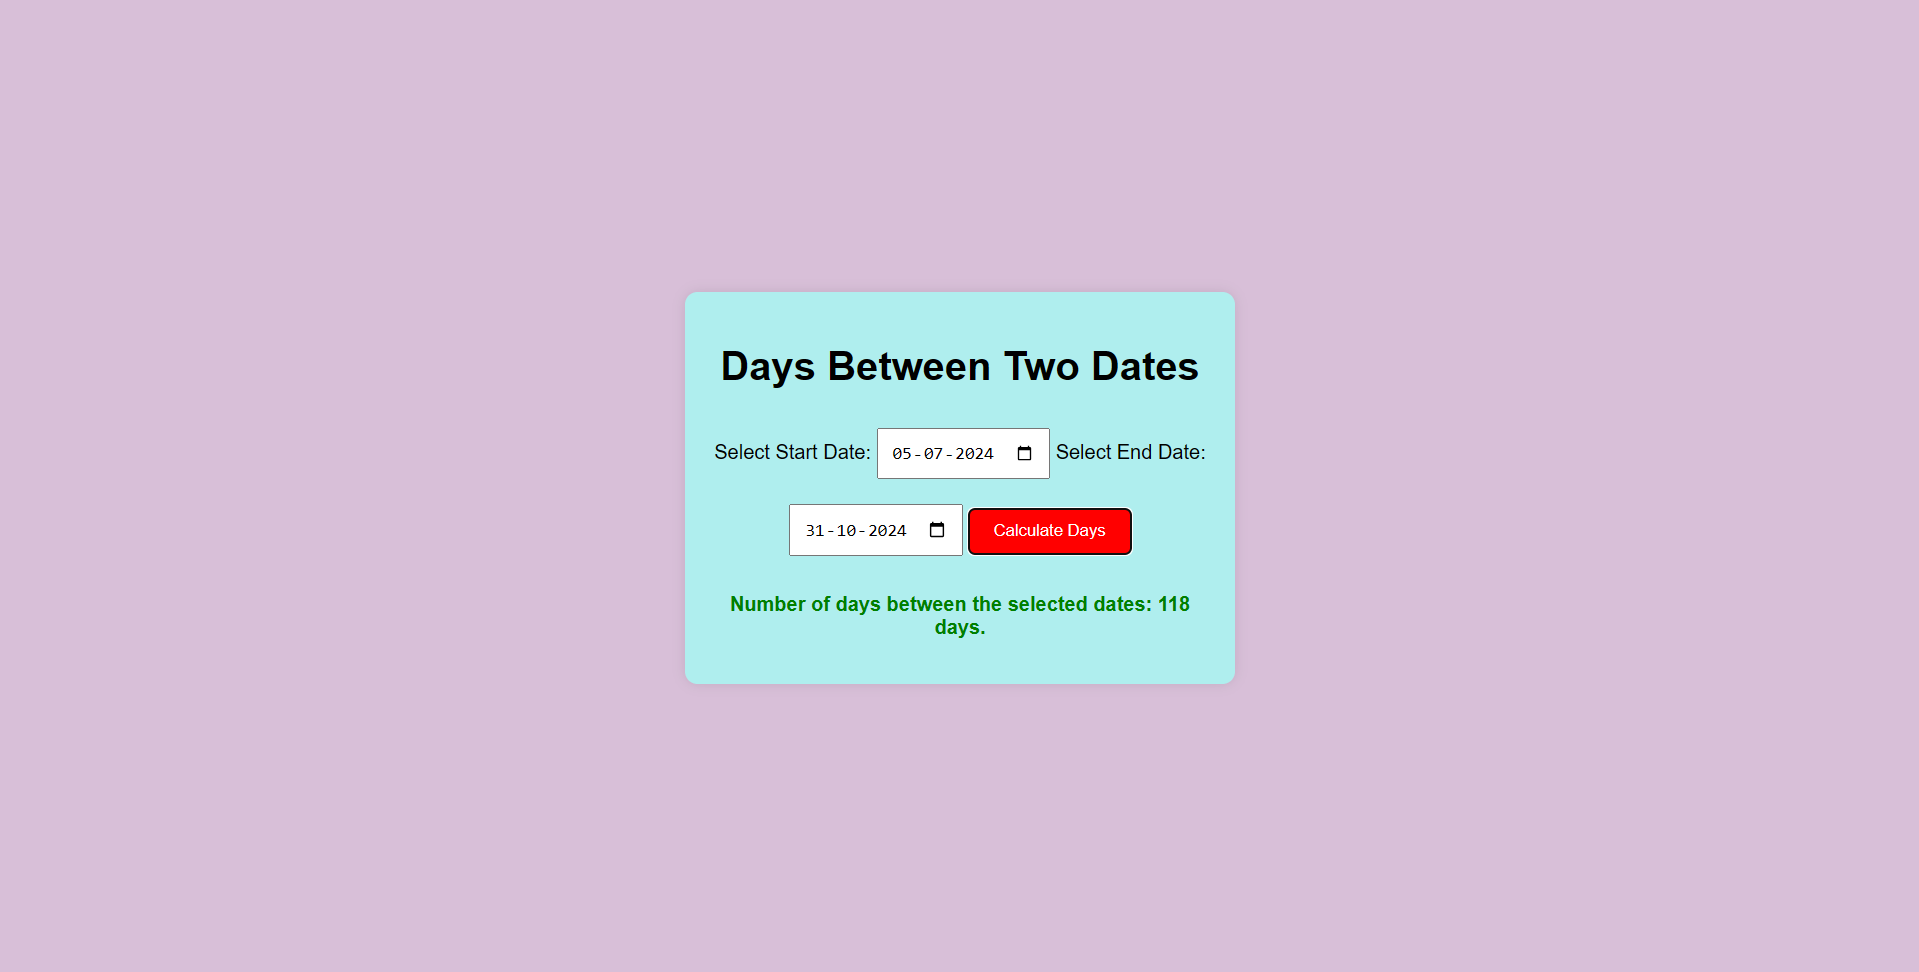 Days Between Two Dates
Select Start Date: 05-07-2024 Select End Date:
31-10-2024 Calculate Days
Number of days between the selected dates: 118
days.